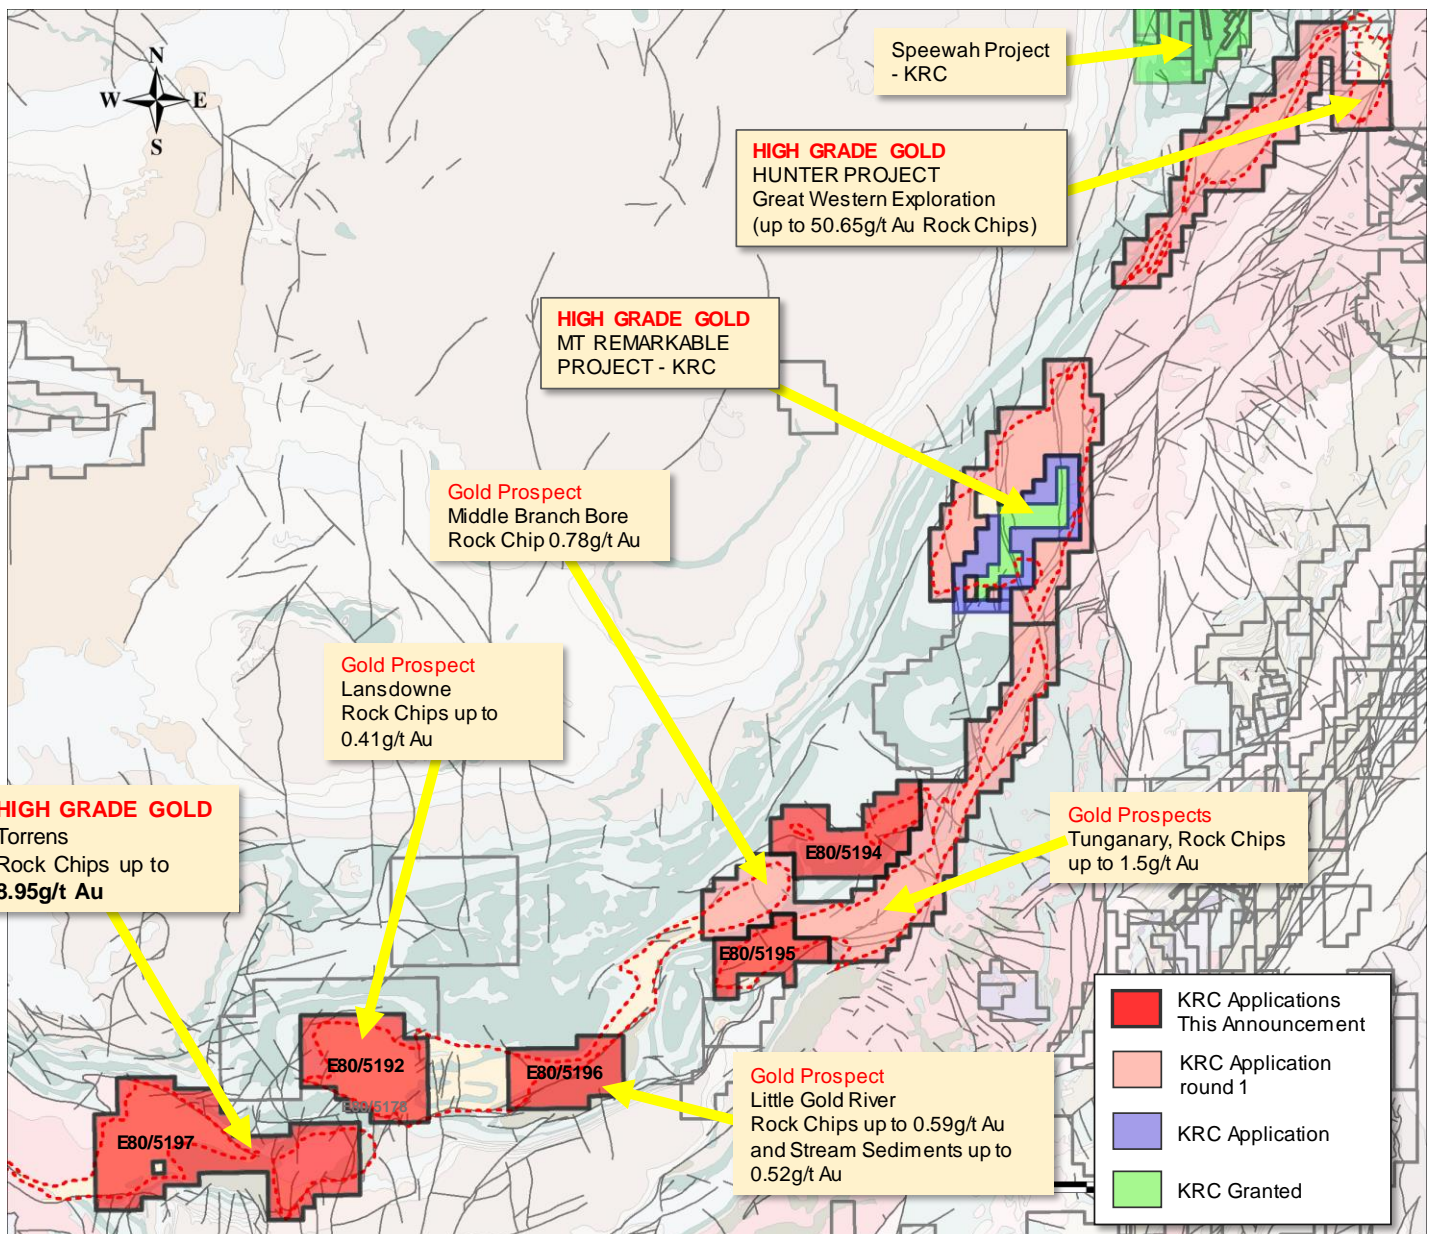 N
W
E
S
Speewah Project
- KRC
HIGH GRADE GOLD
HUNTER PROJECT
Great Western Exploration
(up to 50.65g/t Au Rock Chips)
HIGH GRADE GOLD
MT REMARKABLE
PROJECT - KRC
Gold Prospect
Middle Branch Bore
Rock Chip 0.78g/t Au
Gold Prospect
Lansdowne
Rock Chips up to
0.41g/t Au
HIGH GRADE GOLD
Torrens
Rock Chips up to
8.95g/t Au
Gold Prospects
Tunganary, Rock Chips
up to 1.5g/t Au
E80/5194
E80/5195
E80/5192
E80/5196
E80/5178
E80/5197
Gold Prospect
Little Gold River
Rock Chips up to 0.59g/t Au
and Stream Sediments up to
0.52g/t Au
KRC Applications
This Announcement
KRC Application
round 1
KRC Application
KRC Granted